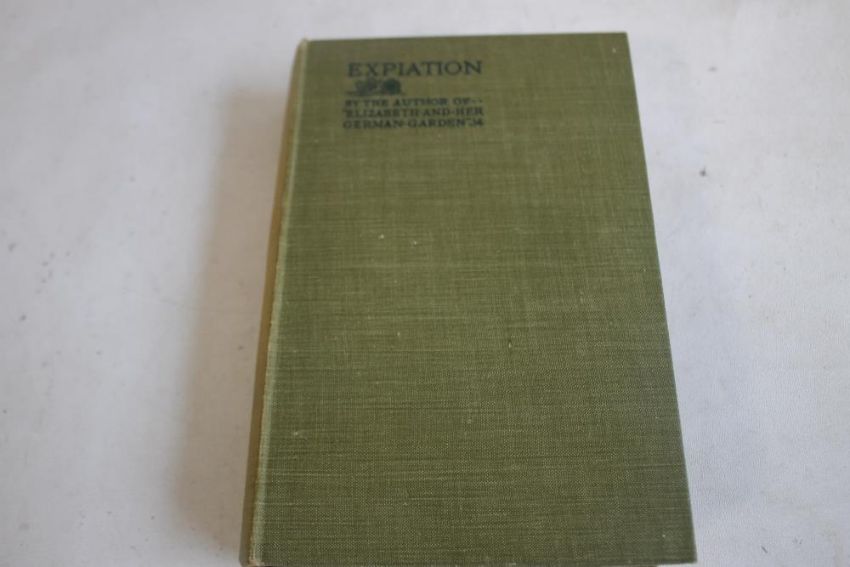 EXPIATION
BY THE AUTHOR OF--
"ELIZABETH-AND-HER
GERMAN-GARDEN"